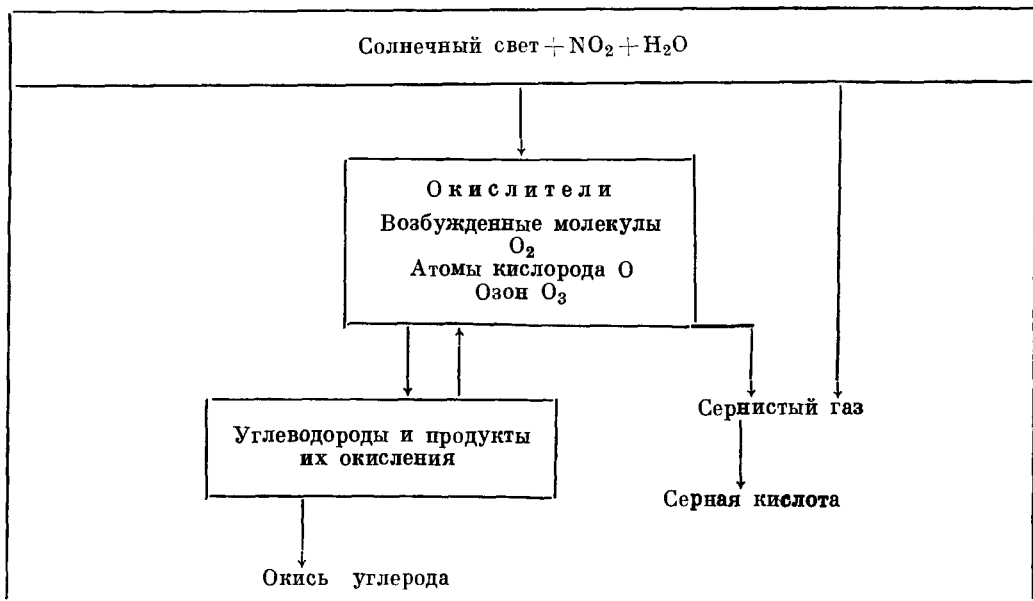 Солнечный свет + NO₂ + H₂O
Окислители
Возбужденные молекулы
O₂
Атомы кислорода O
Озон O₃
Углеводороды и продукты
их окисления
Сернистый газ
Серная кислота
Окись углерода